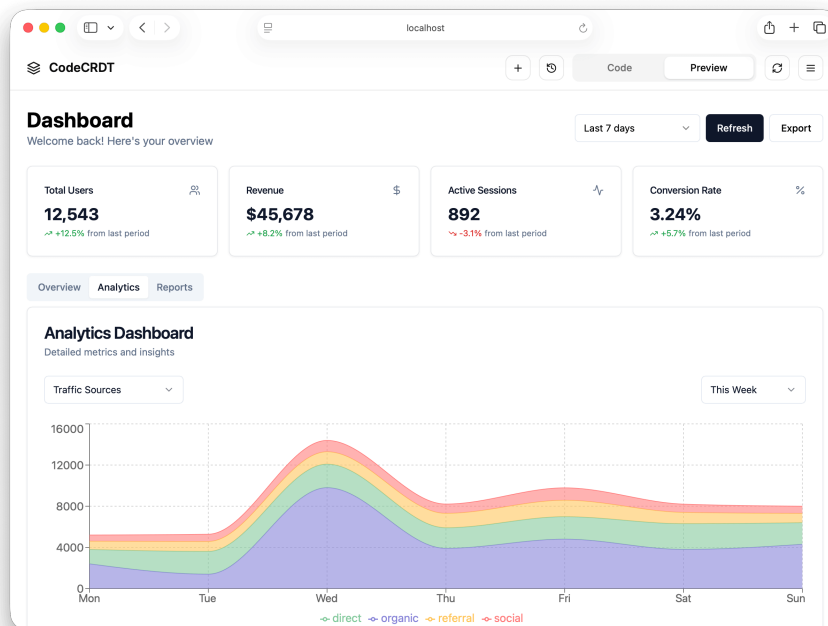 localhost
CodeCRDT
Code Preview
Dashboard
Welcome back! Here's your overview
Last 7 days Refresh Export
Total Users Revenue $ Active Sessions Conversion Rate %
12,543 $45,678 892 3.24%
+12.5% from last period +8.2% from last period -3.1% from last period +5.7% from last period
Overview Analytics Reports
Analytics Dashboard
Detailed metrics and insights
Traffic Sources This Week
16000
12000
8000
4000
0
Mon Tue Wed Thu Fri Sat Sun
direct organic referral social